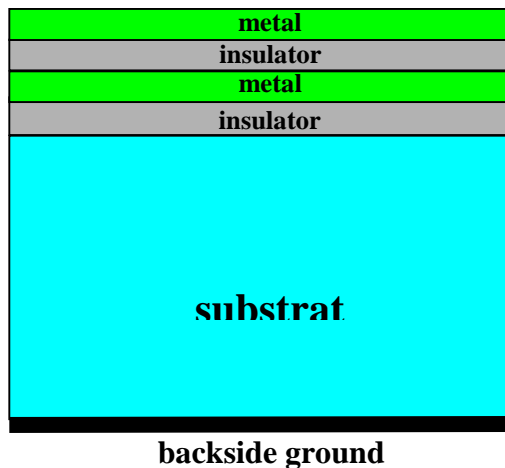 metal
insulator
metal
insulator
substrat
backside ground